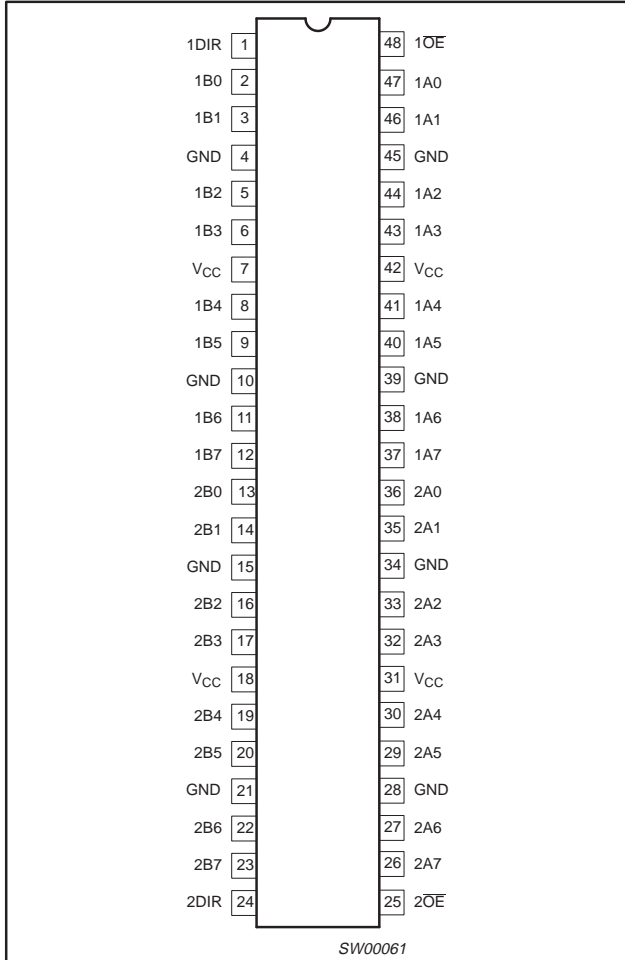 1DIR 1 48 1O̅E̅
1B0 2 47 1A0
1B1 3 46 1A1
GND 4 45 GND
1B2 5 44 1A2
1B3 6 43 1A3
VCC 7 42 VCC
1B4 8 41 1A4
1B5 9 40 1A5
GND 10 39 GND
1B6 11 38 1A6
1B7 12 37 1A7
2B0 13 36 2A0
2B1 14 35 2A1
GND 15 34 GND
2B2 16 33 2A2
2B3 17 32 2A3
VCC 18 31 VCC
2B4 19 30 2A4
2B5 20 29 2A5
GND 21 28 GND
2B6 22 27 2A6
2B7 23 26 2A7
2DIR 24 25 2O̅E̅
SW00061